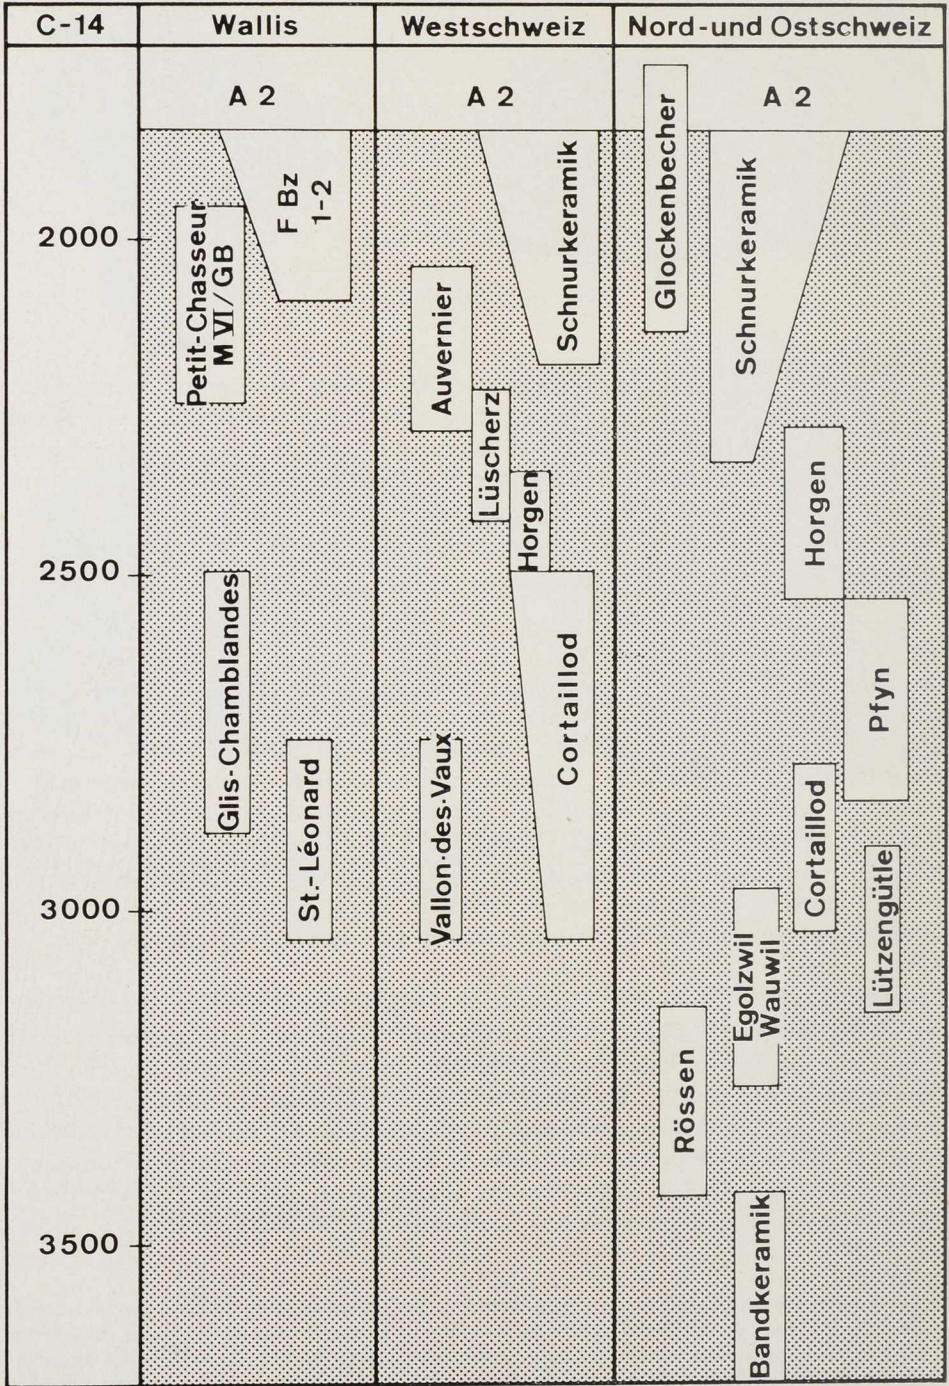 C-14
Wallis
Westschweiz
Nord-und Ostschweiz
A 2
A 2
A 2
2000
2500
3000
3500
F Bz
1-2
Petit-Chasseur
M VI/GB
Glis-Chamblandes
St.-Léonard
Schnurkeramik
Auvernier
Lüscherz
Horgen
Cortaillod
Vallon-des-Vaux
Glockenbecher
Schnurkeramik
Horgen
Pfyn
Cortaillod
Lützengütle
Egolzwil
Wauwil
Rössen
Bandkeramik